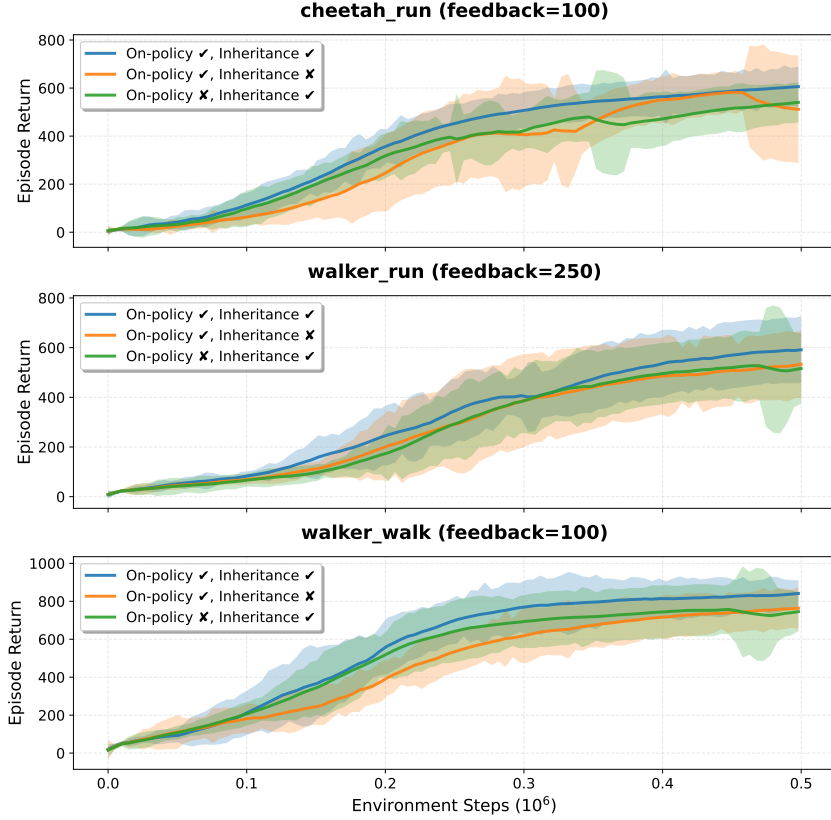 cheetah_run (feedback=100)
800
600
400
200
0
Episode Return
On-policy ✔, Inheritance ✔
On-policy ✔, Inheritance ✘
On-policy ✘, Inheritance ✔
walker_run (feedback=250)
800
600
400
200
0
Episode Return
On-policy ✔, Inheritance ✔
On-policy ✔, Inheritance ✘
On-policy ✘, Inheritance ✔
walker_walk (feedback=100)
1000
800
600
400
200
0
Episode Return
On-policy ✔, Inheritance ✔
On-policy ✔, Inheritance ✘
On-policy ✘, Inheritance ✔
0.0 0.1 0.2 0.3 0.4 0.5
Environment Steps (10⁶)